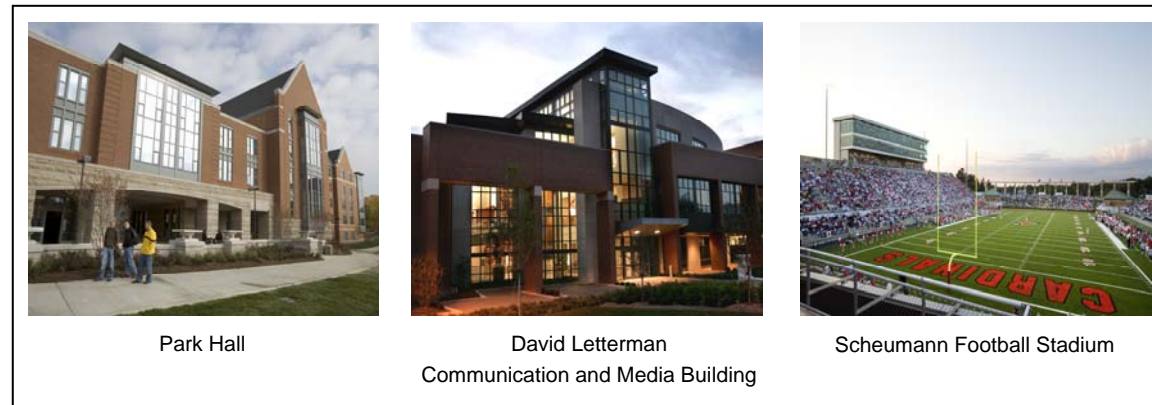 CARDINALS
Park Hall
David Letterman
Communication and Media Building
Scheumann Football Stadium